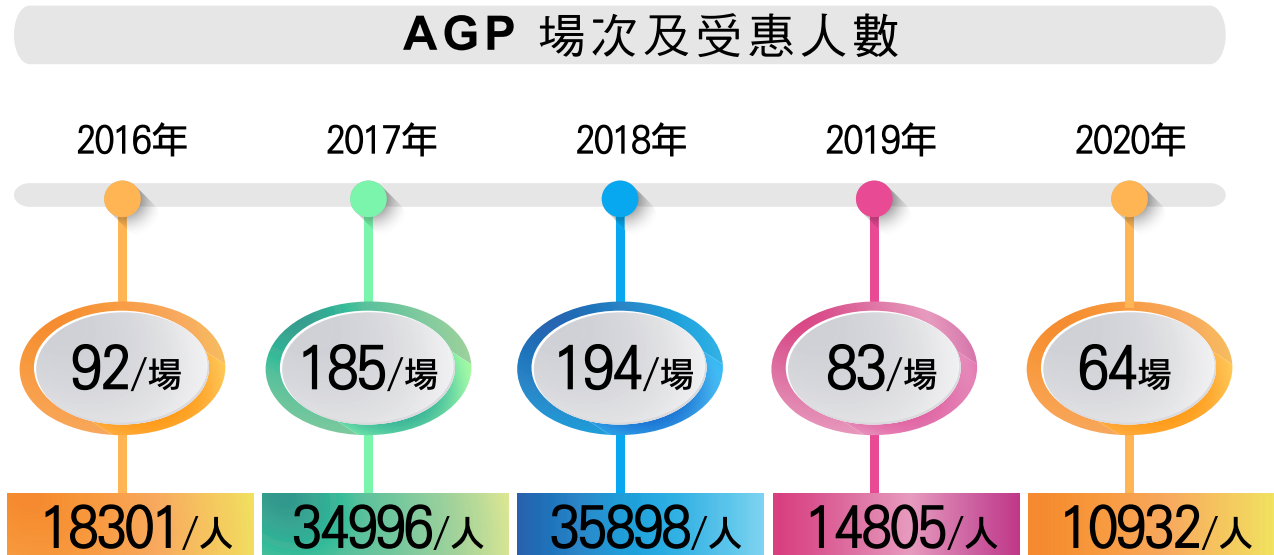 AGP 場次及受惠人數
2016年 2017年 2018年 2019年 2020年
92/場 185/場 194/場 83/場 64場
18301/人 34996/人 35898/人 14805/人 10932/人